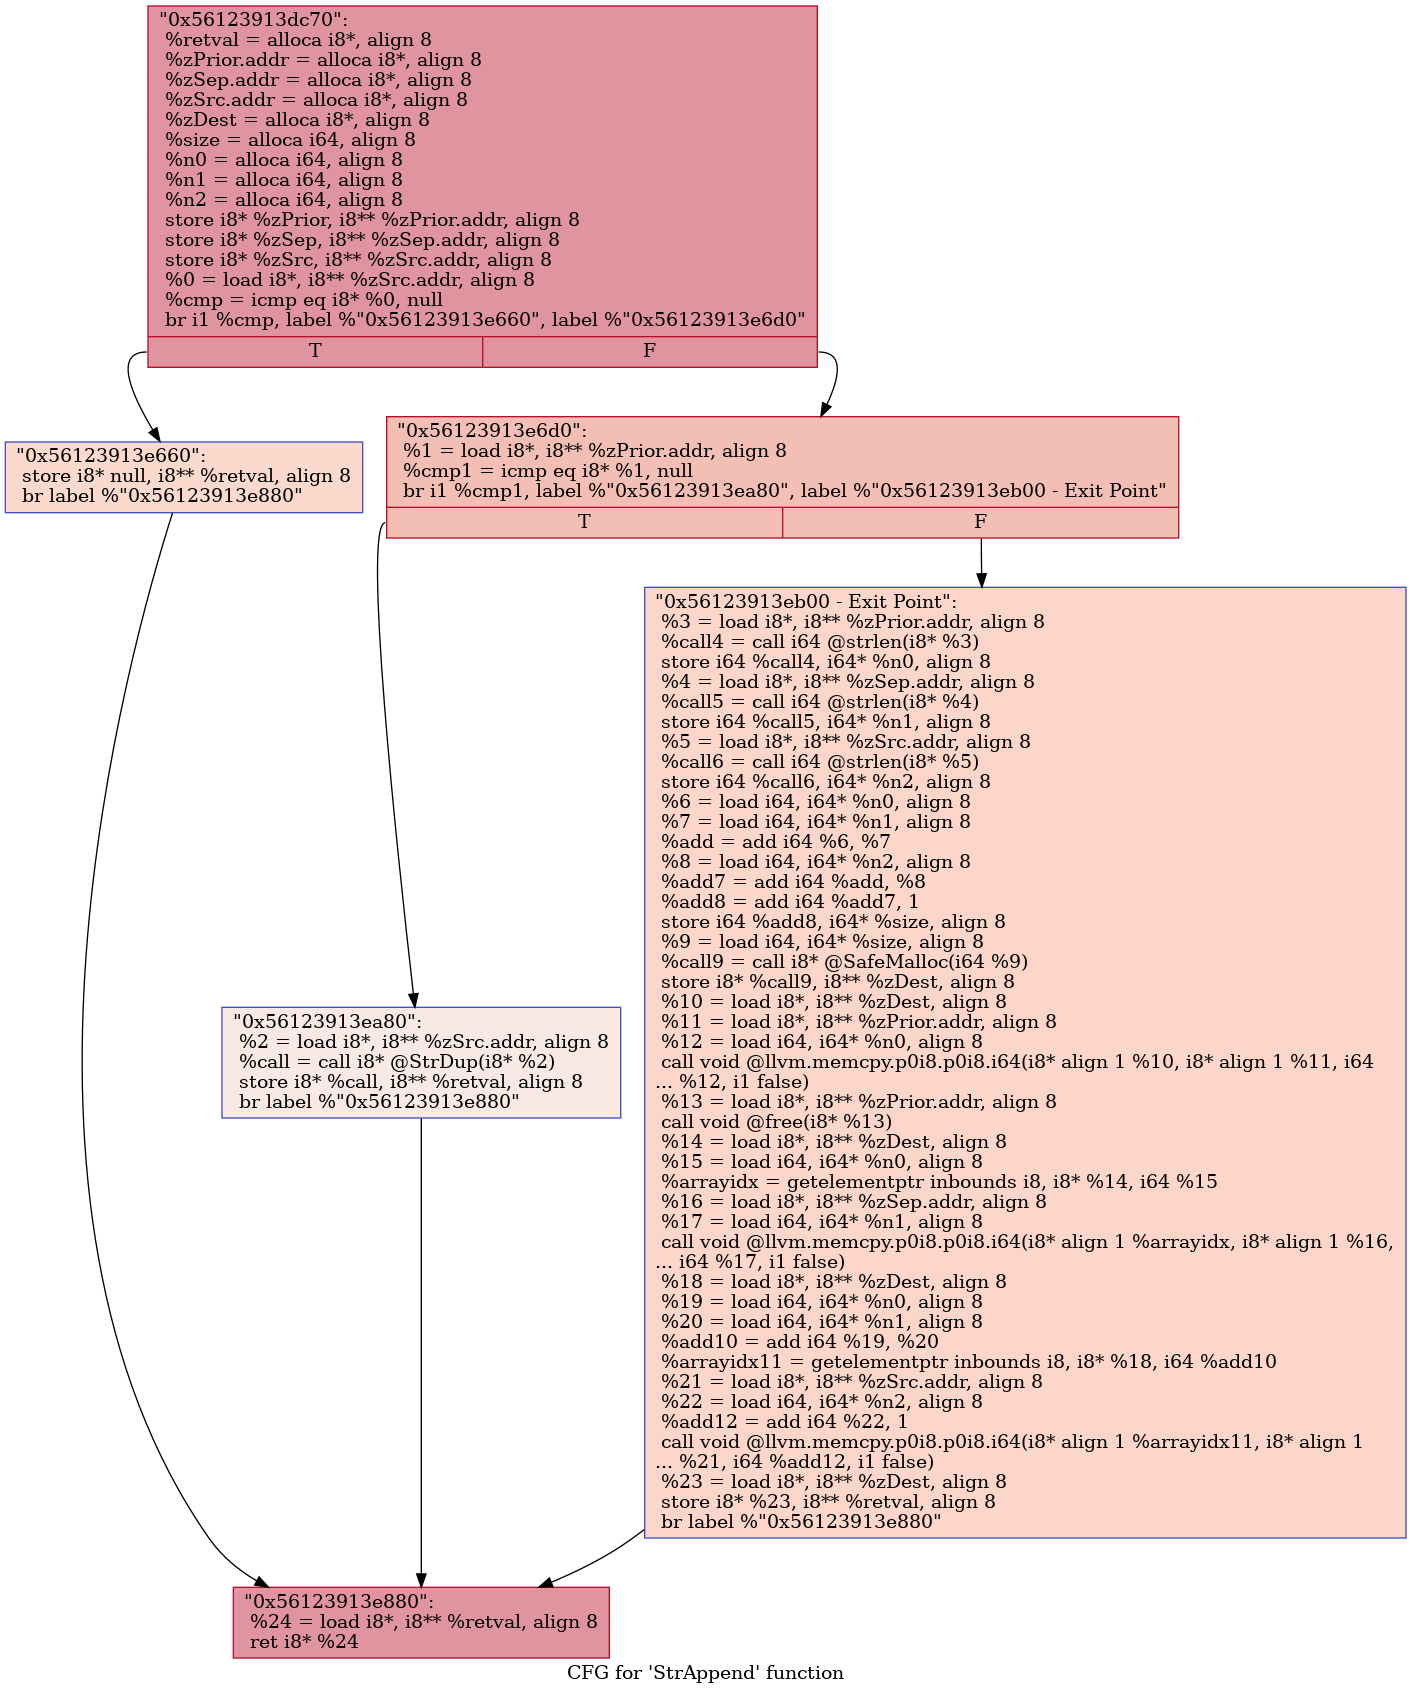 "0x56123913dc70":
%retval = alloca i8*, align 8
%zPrior.addr = alloca i8*, align 8
%zSep.addr = alloca i8*, align 8
%zSrc.addr = alloca i8*, align 8
%zDest = alloca i8*, align 8
%size = alloca i64, align 8
%n0 = alloca i64, align 8
%n1 = alloca i64, align 8
%n2 = alloca i64, align 8
store i8* %zPrior, i8** %zPrior.addr, align 8
store i8* %zSep, i8** %zSep.addr, align 8
store i8* %zSrc, i8** %zSrc.addr, align 8
%0 = load i8*, i8** %zSrc.addr, align 8
%cmp = icmp eq i8* %0, null
br i1 %cmp, label %"0x56123913e660", label %"0x56123913e6d0"
T F
"0x56123913e660":
store i8* null, i8** %retval, align 8
br label %"0x56123913e880"
"0x56123913e6d0":
%1 = load i8*, i8** %zPrior.addr, align 8
%cmp1 = icmp eq i8* %1, null
br i1 %cmp1, label %"0x56123913ea80", label %"0x56123913eb00 - Exit Point"
T F
"0x56123913eb00 - Exit Point":
%3 = load i8*, i8** %zPrior.addr, align 8
%call4 = call i64 @strlen(i8* %3)
store i64 %call4, i64* %n0, align 8
%4 = load i8*, i8** %zSep.addr, align 8
%call5 = call i64 @strlen(i8* %4)
store i64 %call5, i64* %n1, align 8
%5 = load i8*, i8** %zSrc.addr, align 8
%call6 = call i64 @strlen(i8* %5)
store i64 %call6, i64* %n2, align 8
%6 = load i64, i64* %n0, align 8
%7 = load i64, i64* %n1, align 8
%add = add i64 %6, %7
%8 = load i64, i64* %n2, align 8
%add7 = add i64 %add, %8
%add8 = add i64 %add7, 1
store i64 %add8, i64* %size, align 8
%9 = load i64, i64* %size, align 8
%call9 = call i8* @SafeMalloc(i64 %9)
store i8* %call9, i8** %zDest, align 8
%10 = load i8*, i8** %zDest, align 8
%11 = load i8*, i8** %zPrior.addr, align 8
%12 = load i64, i64* %n0, align 8
call void @llvm.memcpy.p0i8.p0i8.i64(i8* align 1 %10, i8* align 1 %11, i64
... %12, i1 false)
%13 = load i8*, i8** %zPrior.addr, align 8
call void @free(i8* %13)
%14 = load i8*, i8** %zDest, align 8
%15 = load i64, i64* %n0, align 8
%arrayidx = getelementptr inbounds i8, i8* %14, i64 %15
%16 = load i8*, i8** %zSep.addr, align 8
%17 = load i64, i64* %n1, align 8
call void @llvm.memcpy.p0i8.p0i8.i64(i8* align 1 %arrayidx, i8* align 1 %16,
... i64 %17, i1 false)
%18 = load i8*, i8** %zDest, align 8
%19 = load i64, i64* %n0, align 8
%20 = load i64, i64* %n1, align 8
%add10 = add i64 %19, %20
%arrayidx11 = getelementptr inbounds i8, i8* %18, i64 %add10
%21 = load i8*, i8** %zSrc.addr, align 8
%22 = load i64, i64* %n2, align 8
%add12 = add i64 %22, 1
call void @llvm.memcpy.p0i8.p0i8.i64(i8* align 1 %arrayidx11, i8* align 1
... %21, i64 %add12, i1 false)
%23 = load i8*, i8** %zDest, align 8
store i8* %23, i8** %retval, align 8
br label %"0x56123913e880"
"0x56123913ea80":
%2 = load i8*, i8** %zSrc.addr, align 8
%call = call i8* @StrDup(i8* %2)
store i8* %call, i8** %retval, align 8
br label %"0x56123913e880"
"0x56123913e880":
%24 = load i8*, i8** %retval, align 8
ret i8* %24
CFG for 'StrAppend' function